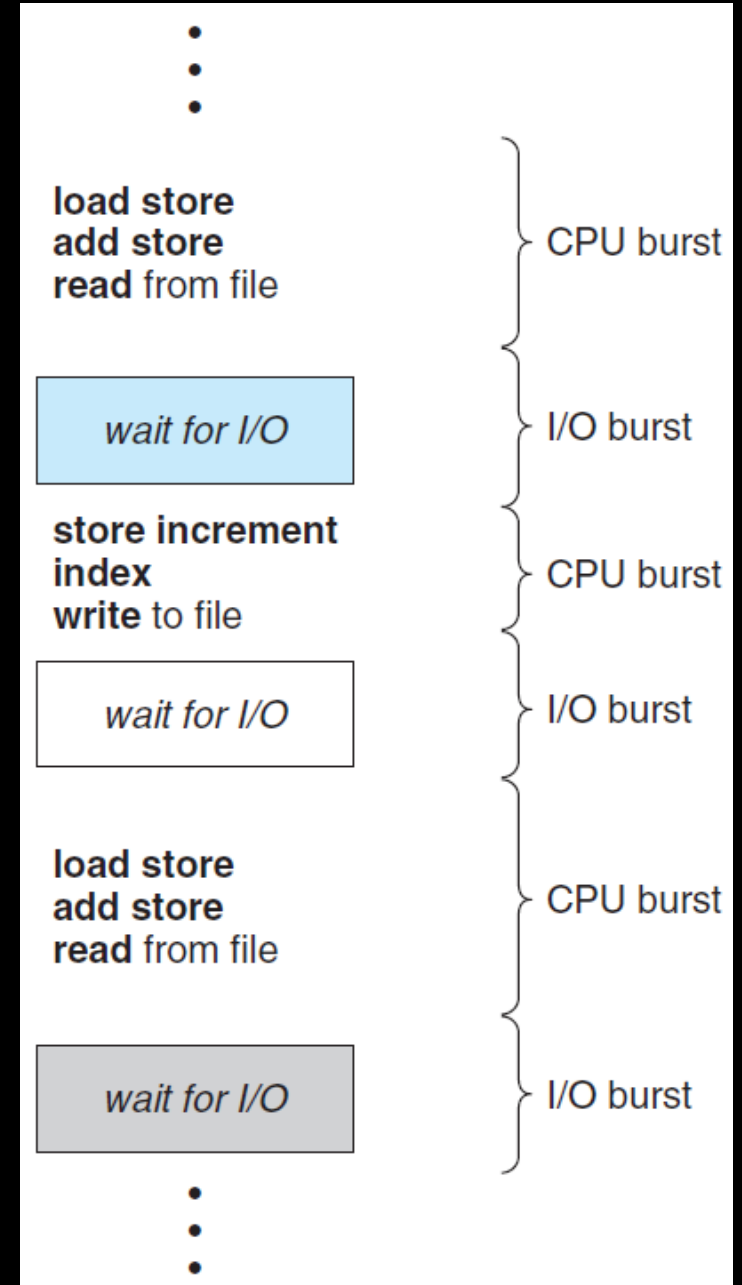 load store
add store
read from file
CPU burst
wait for I/O
I/O burst
store increment
index
write to file
CPU burst
wait for I/O
I/O burst
load store
add store
read from file
CPU burst
wait for I/O
I/O burst